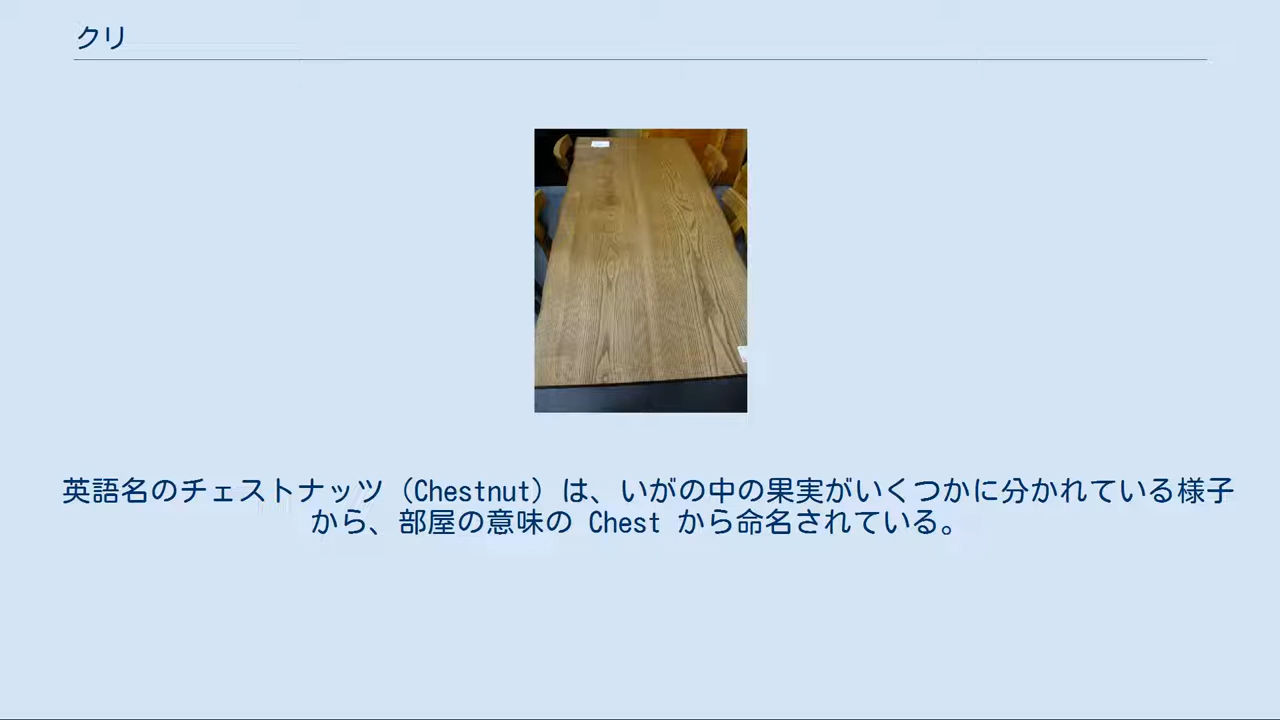 クリ
英語名のチェストナッツ（Chestnut）は、いがの中の果実がいくつかに分かれている様子
から、部屋の意味の Chest から命名されている。